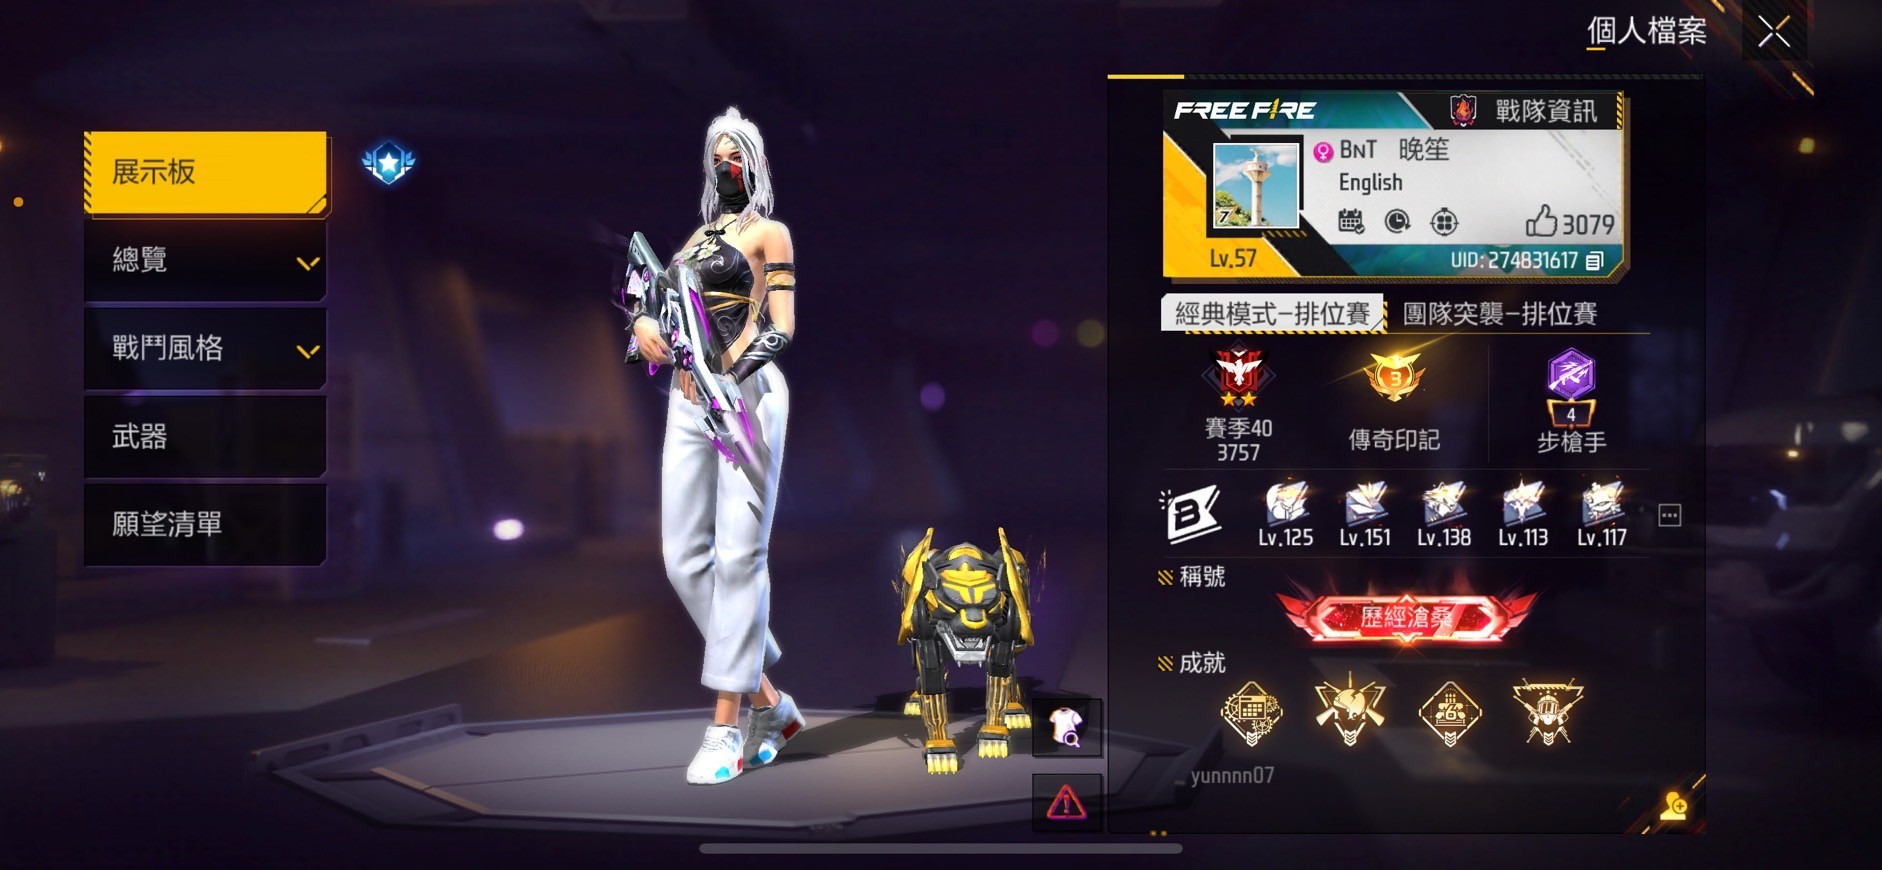 個人檔案
展示板
總覽
戰鬥風格
武器
願望清單
FREE FIRE
戰隊資訊
BNT 晚笙
English
7
3079
Lv.57
UID: 274831617
經典模式-排位賽
團隊突襲-排位賽
賽季40
3757
3
傳奇印記
4
步槍手
B
Lv.125 Lv.151 Lv.138 Lv.113 Lv.117
稱號
歷經滄桑
成就
6
yunnnn07